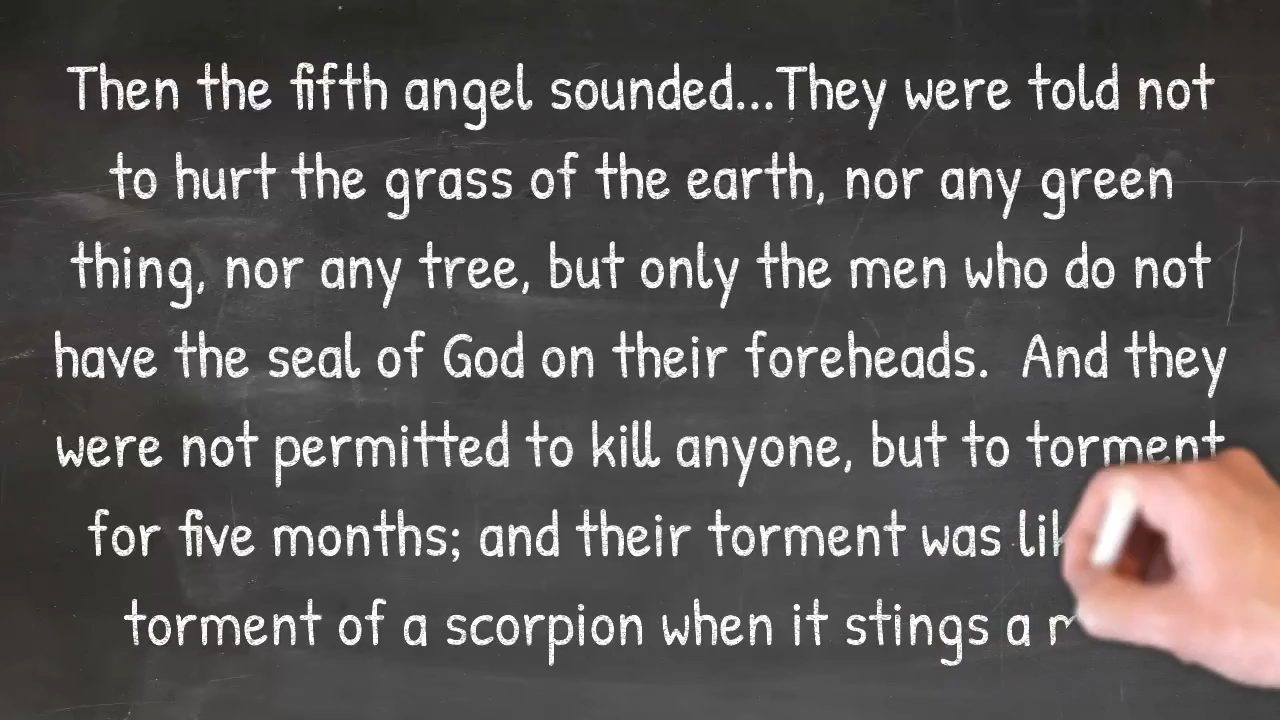 Then the fifth angel sounded...They were told not
to hurt the grass of the earth, nor any green
thing, nor any tree, but only the men who do not
have the seal of God on their foreheads.  And they
were not permitted to kill anyone, but to torment
for five months; and their torment was
torment of a scorpion when it stings a